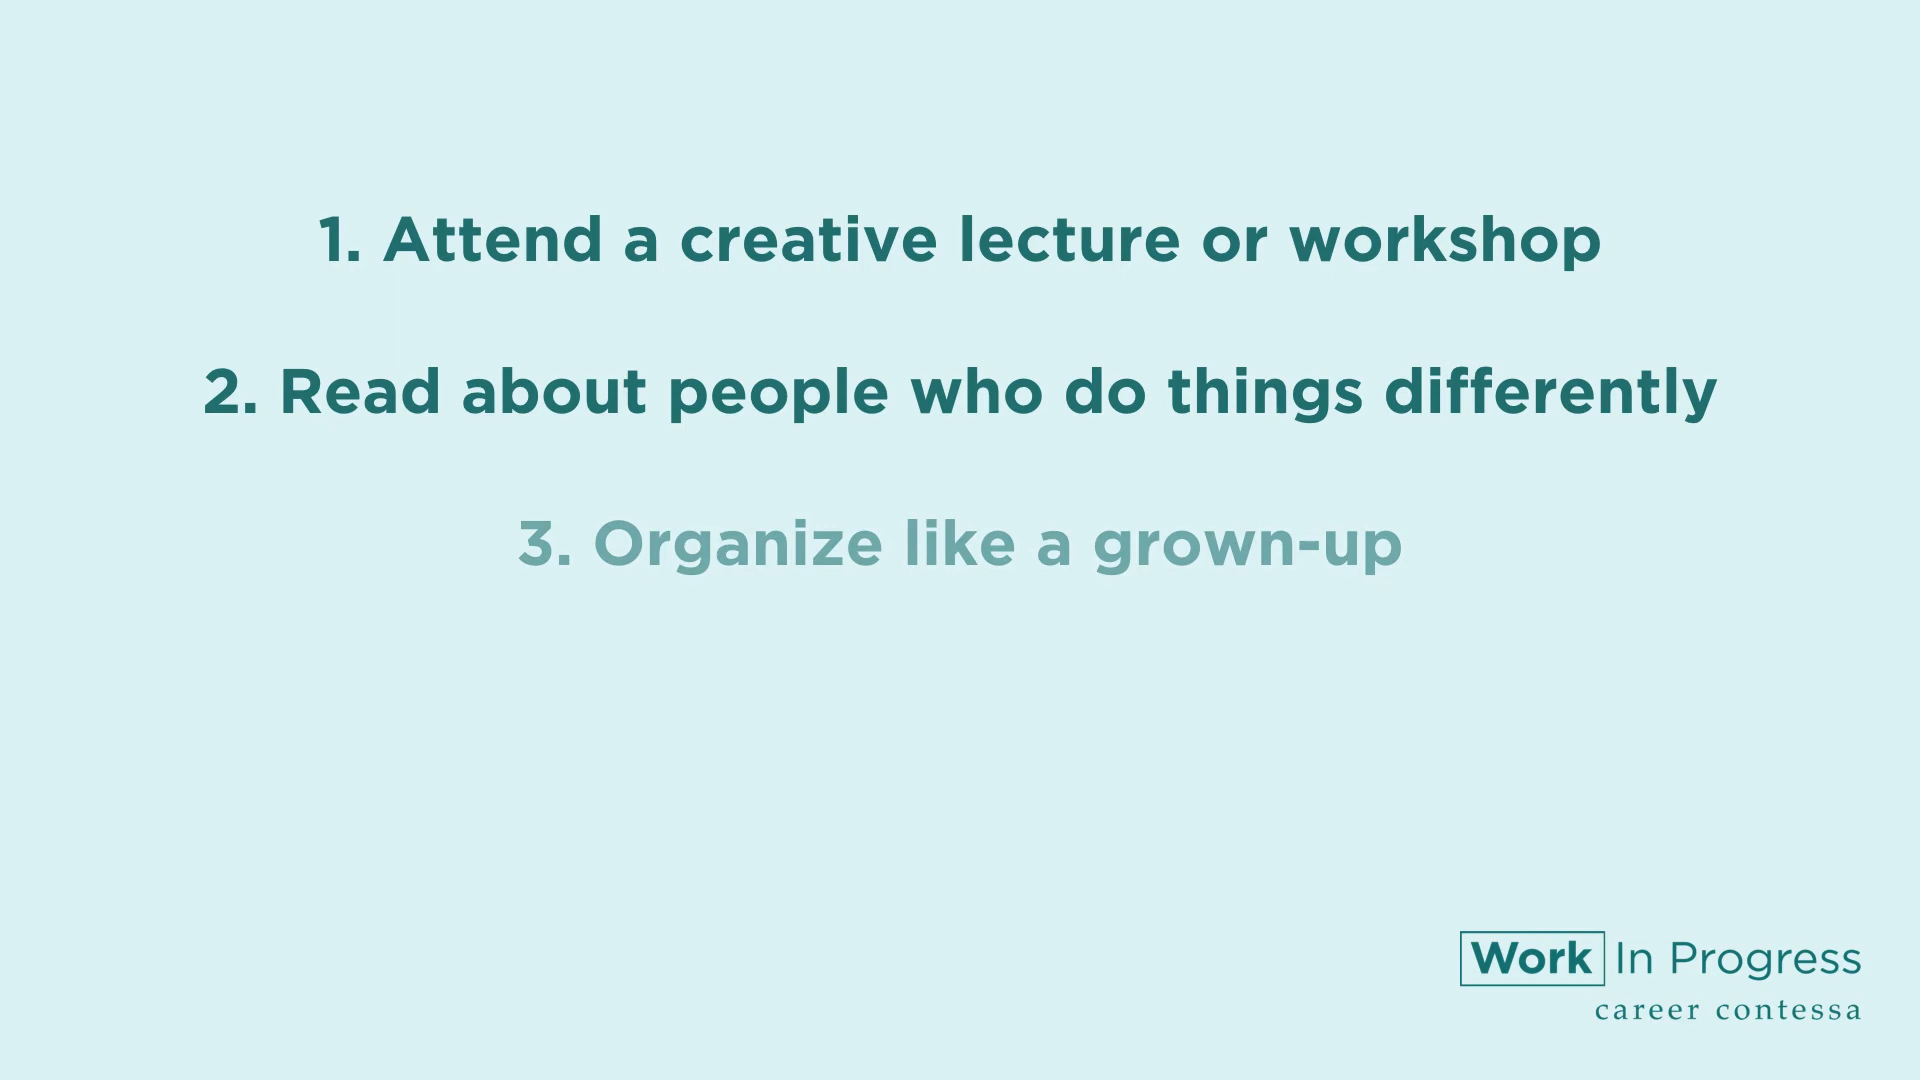 1. Attend a creative lecture or workshop
2. Read about people who do things differently
3. Organize like a grown-up
Work In Progress
career contessa